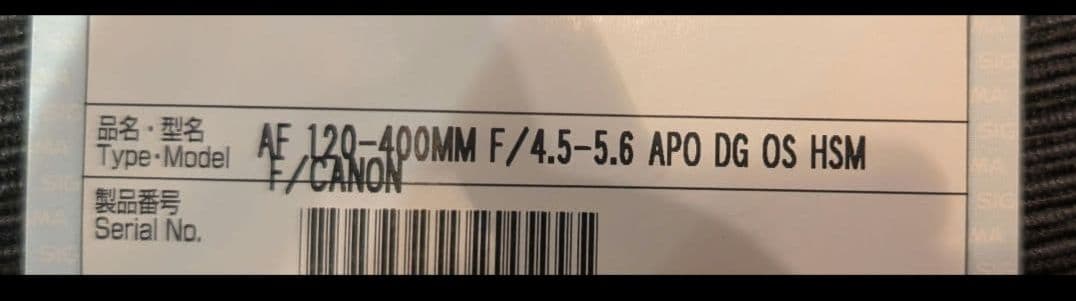 品名・型名
Type・Model
AF 120-400MM F/4.5-5.6 APO DG OS HSM
F/CANON
製品番号
Serial No.